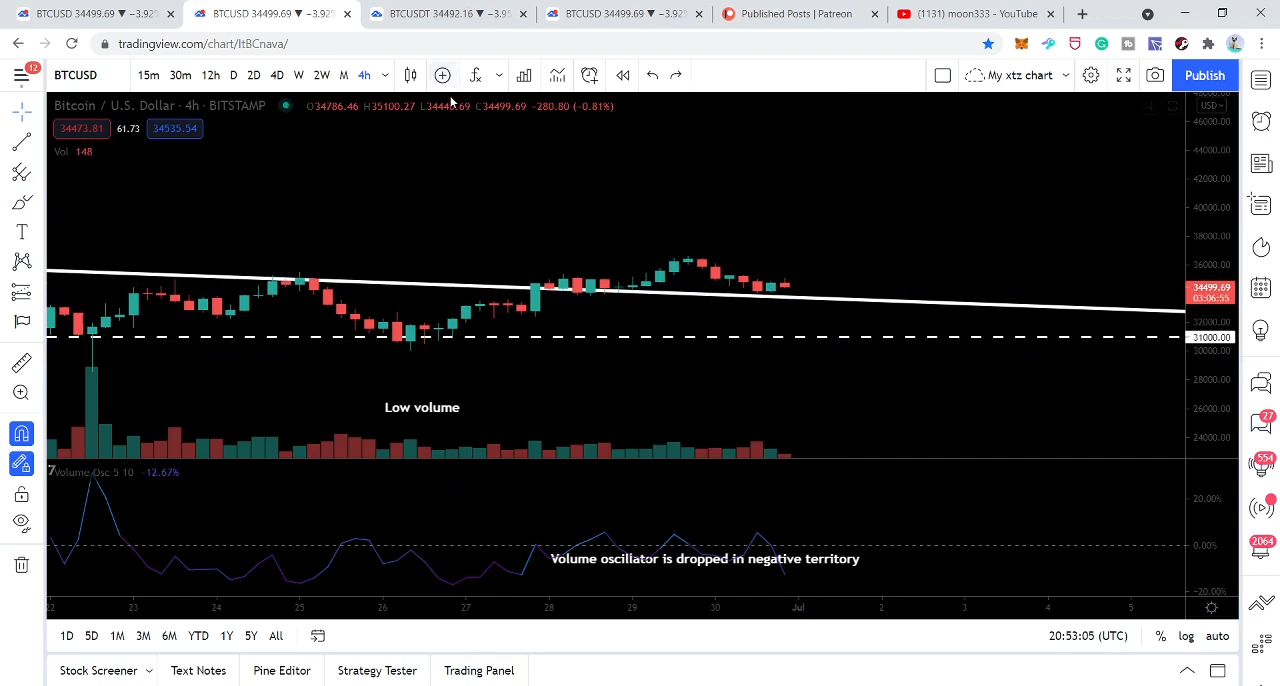 BTCUSD 34499.69 ▼ −3.92%
BTCUSD 34499.69 ▼ −3.92%
BTCUSDT 34492.16 ▼ −3.9
BTCUSD 34499.69 ▼ −3.92%
Published Posts | Patreon
(1131) moon333 - YouTube
tradingview.com/chart/ItBCnava/
12
BTCUSD 15m 30m 12h D 2D 4D W 2W M 4h
My xtz chart
Publish
Bitcoin / U.S. Dollar · 4h · BITSTAMP
O34786.46 H35100.27 L34443.69 C34499.69 −280.80 (−0.81%)
34473.81 61.73 34535.54
Vol 148
USD
48000.00
46000.00
44000.00
42000.00
40000.00
38000.00
36000.00
34499.69
03:06:55
32000.00
31000.00
30000.00
28000.00
26000.00
24000.00
Low volume
Volume Osc 5 10 −12.67%
20.00%
0.00%
−20.00%
Volume oscillator is dropped in negative territory
22 23 24 25 26 27 28 29 30 Jul 2 3 4 5
1D 5D 1M 3M 6M YTD 1Y 5Y All
20:53:05 (UTC) % log auto
Stock Screener Text Notes Pine Editor Strategy Tester Trading Panel
27
554
2064